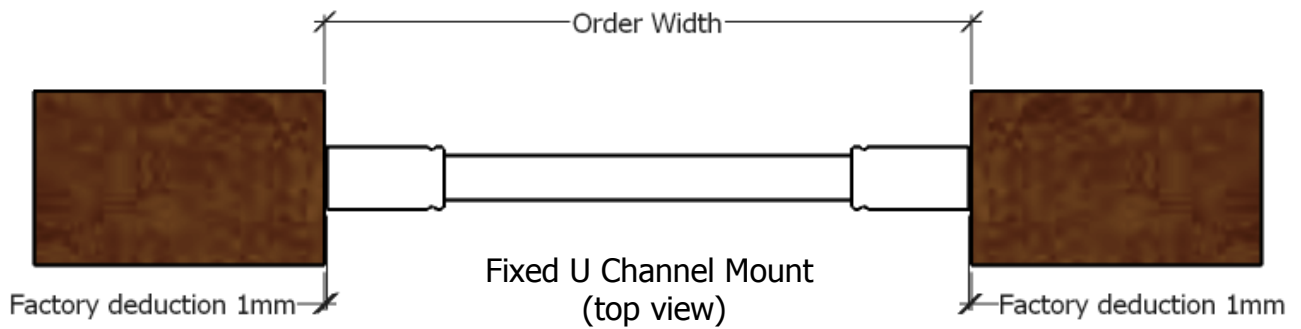 Order Width
Fixed U Channel Mount
(top view)
Factory deduction 1mm
Factory deduction 1mm